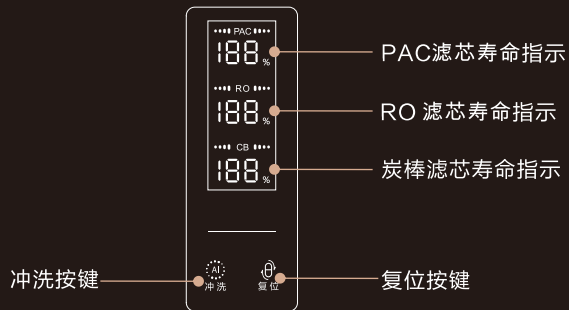 PAC
188%
PAC滤芯寿命指示
RO
188%
RO 滤芯寿命指示
CB
188%
炭棒滤芯寿命指示
AI
冲洗
复位
冲洗按键
复位按键